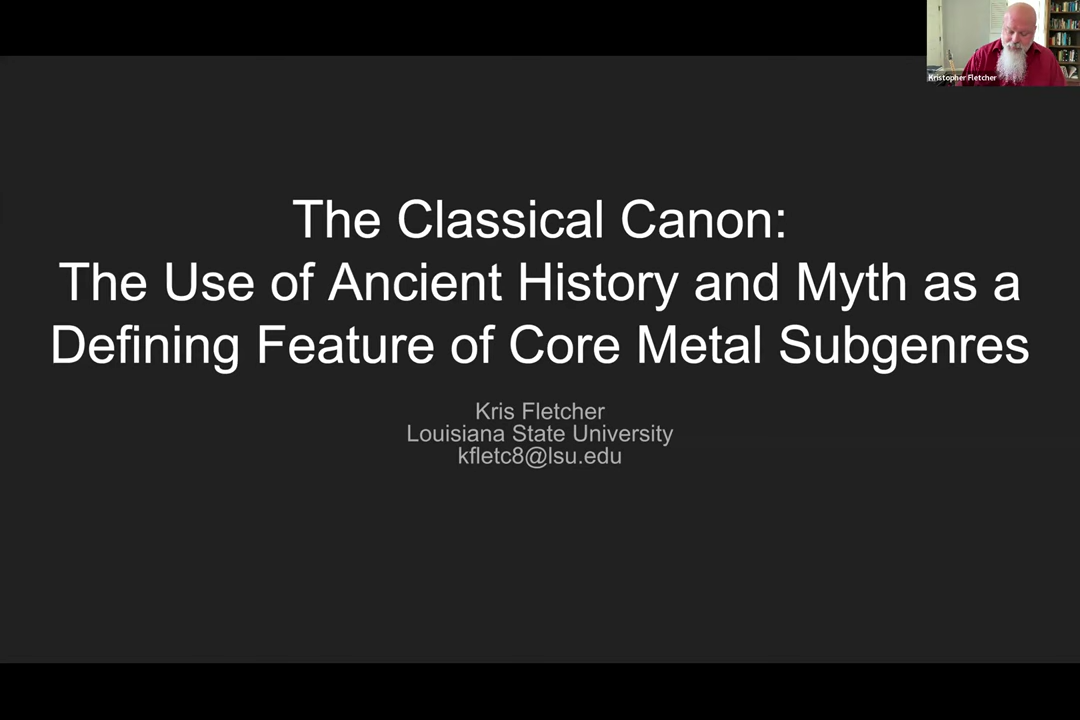 Kristopher Fletcher
The Classical Canon:
The Use of Ancient History and Myth as a
Defining Feature of Core Metal Subgenres
Kris Fletcher
Louisiana State University
kfletc8@lsu.edu